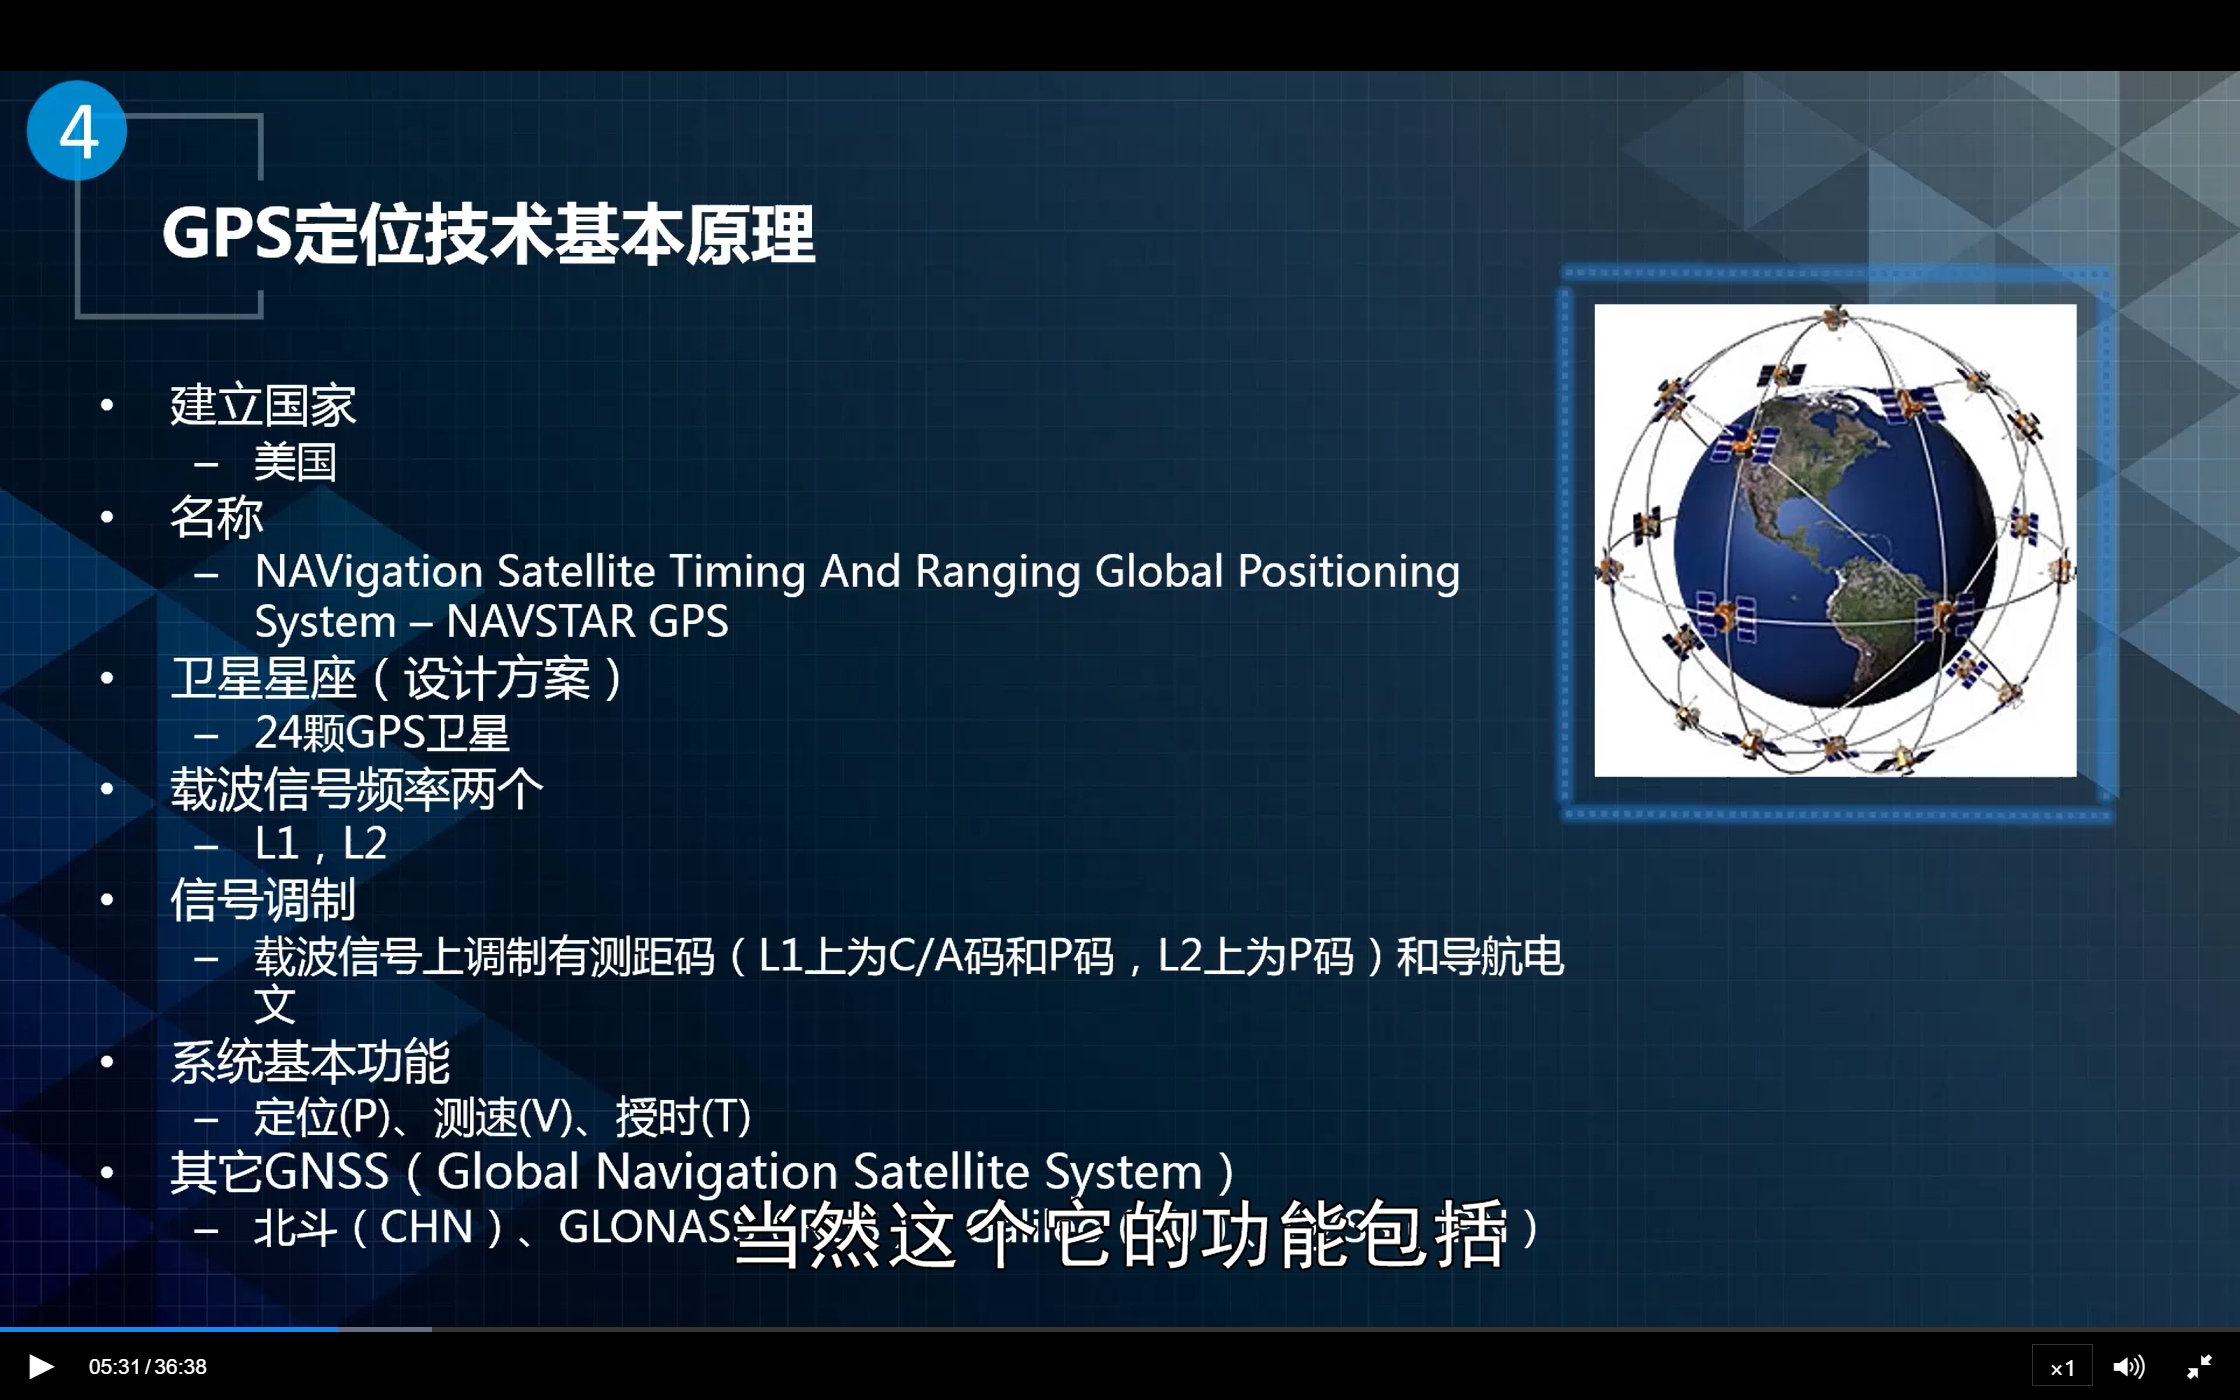 4
GPS定位技术基本原理
• 建立国家
– 美国
• 名称
– NAVigation Satellite Timing And Ranging Global Positioning
System – NAVSTAR GPS
• 卫星星座（设计方案）
– 24颗GPS卫星
• 载波信号频率两个
– L1，L2
• 信号调制
– 载波信号上调制有测距码（L1上为C/A码和P码，L2上为P码）和导航电
文
• 系统基本功能
– 定位(P)、测速(V)、授时(T)
• 其它GNSS（Global Navigation Satellite System）
– 北斗（CHN）、GLONASS
当然这个它的功能包括
05:31/36:38
×1